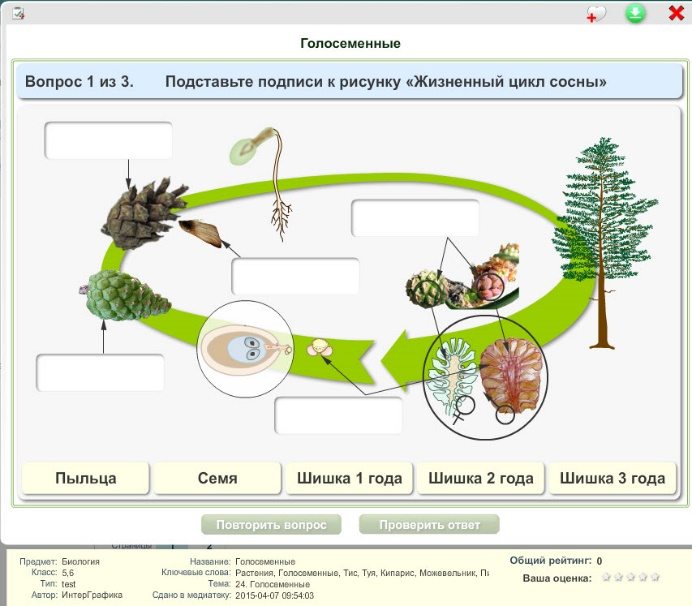 Голосеменные
Вопрос 1 из 3. Подставьте подписи к рисунку «Жизненный цикл сосны»
Пыльца Семя Шишка 1 года Шишка 2 года Шишка 3 года
Повторить вопрос Проверить ответ
Страницы 1 2
Предмет: Биология
Класс: 5,6
Тип: test
Автор: ИнтерГрафика
Название: Голосеменные
Ключевые слова: Растения, Голосеменные, Тис, Туя, Кипарис, Можевельник, Пи
Тема: 24. Голосеменные
Сдано в медиатеку: 2015-04-07 09:54:03
Общий рейтинг: 0
Ваша оценка: